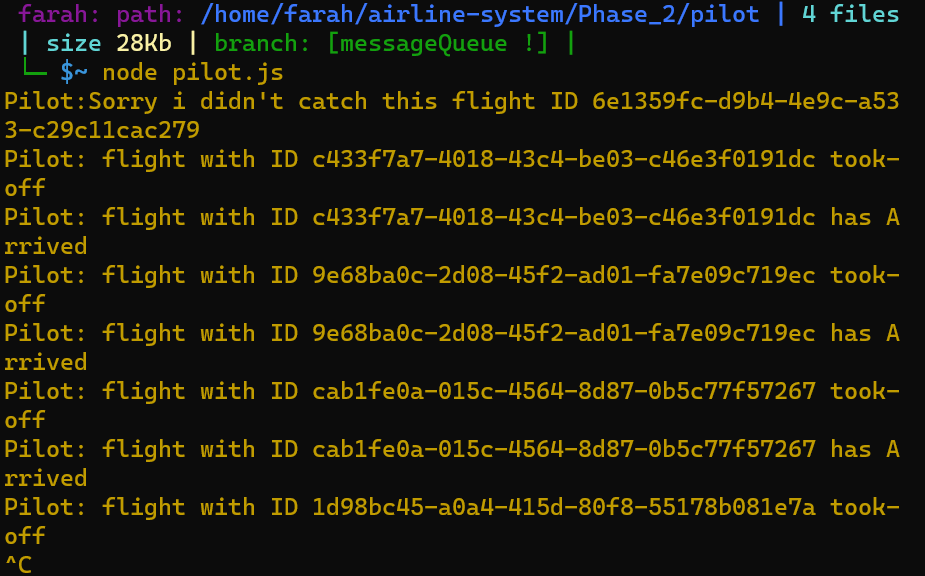 farah: path: /home/farah/airline-system/Phase_2/pilot | 4 files
| size 28Kb | branch: [messageQueue !] |
└─ $~ node pilot.js
Pilot:Sorry i didn't catch this flight ID 6e1359fc-d9b4-4e9c-a53
3-c29c11cac279
Pilot: flight with ID c433f7a7-4018-43c4-be03-c46e3f0191dc took-
off
Pilot: flight with ID c433f7a7-4018-43c4-be03-c46e3f0191dc has A
rrived
Pilot: flight with ID 9e68ba0c-2d08-45f2-ad01-fa7e09c719ec took-
off
Pilot: flight with ID 9e68ba0c-2d08-45f2-ad01-fa7e09c719ec has A
rrived
Pilot: flight with ID cab1fe0a-015c-4564-8d87-0b5c77f57267 took-
off
Pilot: flight with ID cab1fe0a-015c-4564-8d87-0b5c77f57267 has A
rrived
Pilot: flight with ID 1d98bc45-a0a4-415d-80f8-55178b081e7a took-
off
^C